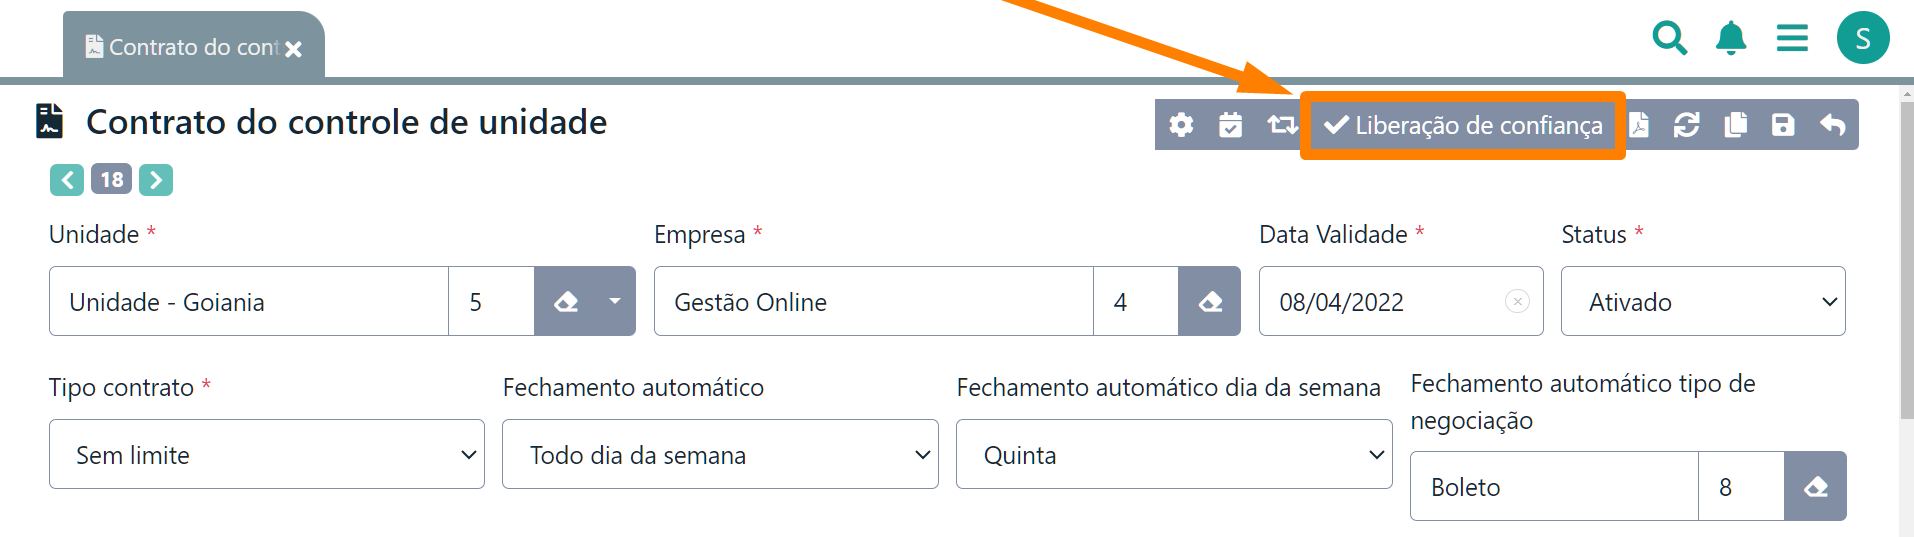 Contrato do cont
S
Contrato do controle de unidade
Liberação de confiança
18
Unidade *
Empresa *
Data Validade *
Status *
Unidade - Goiania
5
Gestão Online
4
08/04/2022
Ativado
Tipo contrato *
Fechamento automático
Fechamento automático dia da semana
Fechamento automático tipo de
negociação
Sem limite
Todo dia da semana
Quinta
Boleto
8